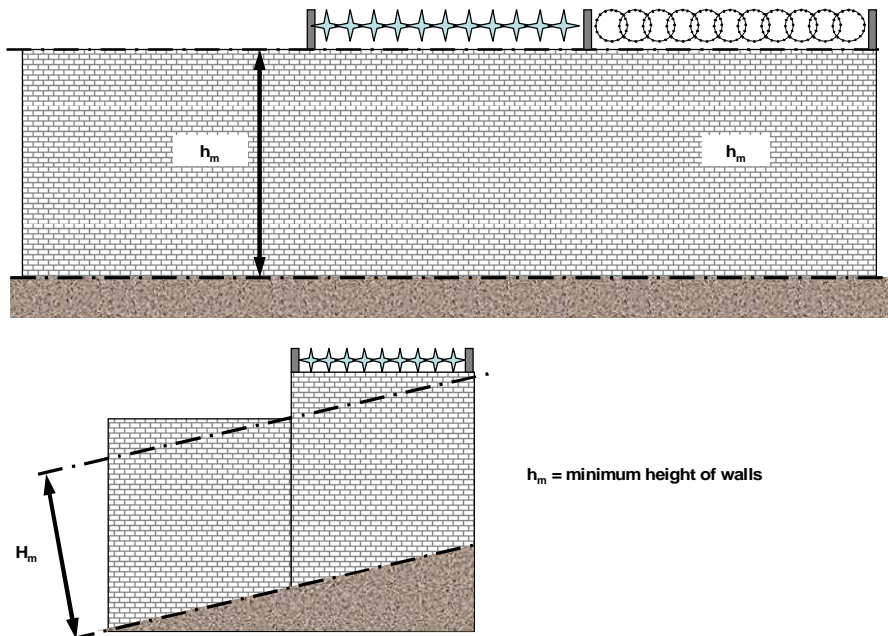 hₘ
hₘ
hₘ = minimum height of walls
Hₘ